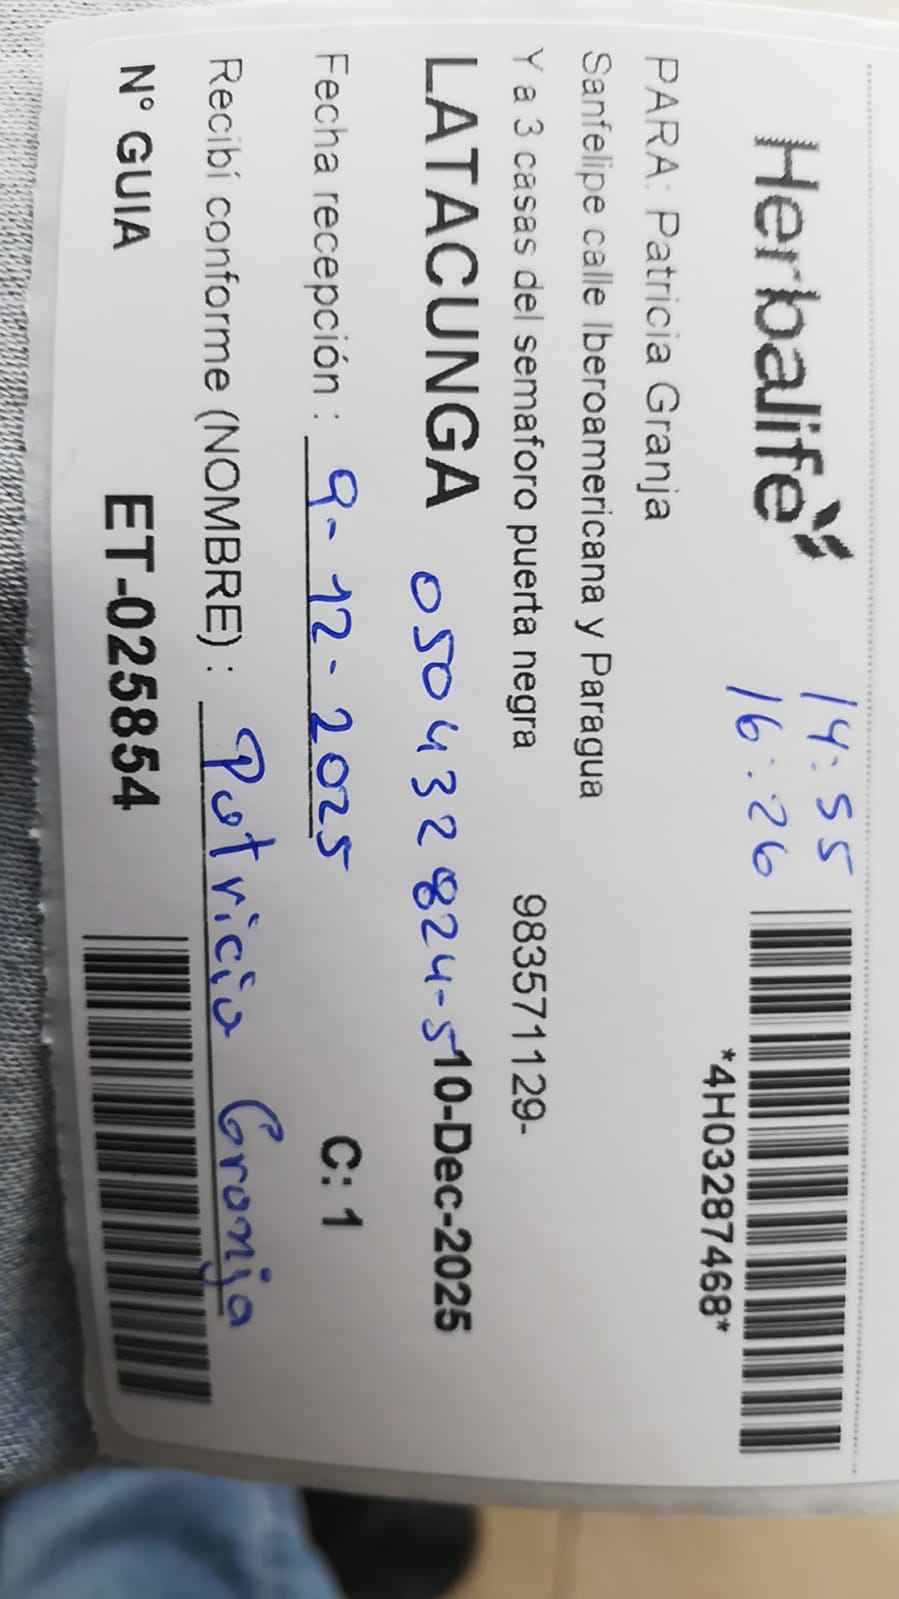 Herbalife
14:55
16:26
*4H03287468*
PARA: Patricia Granja
Sanfelipe calle Iberoamericana y Paragua
Y a 3 casas del semaforo puerta negra 983571129-
LATACUNGA 050432824-5 10-Dec-2025
Fecha recepción : 9-12-2025 C: 1
Recibí conforme (NOMBRE) : Patricia Granja
N° GUIA ET-025854